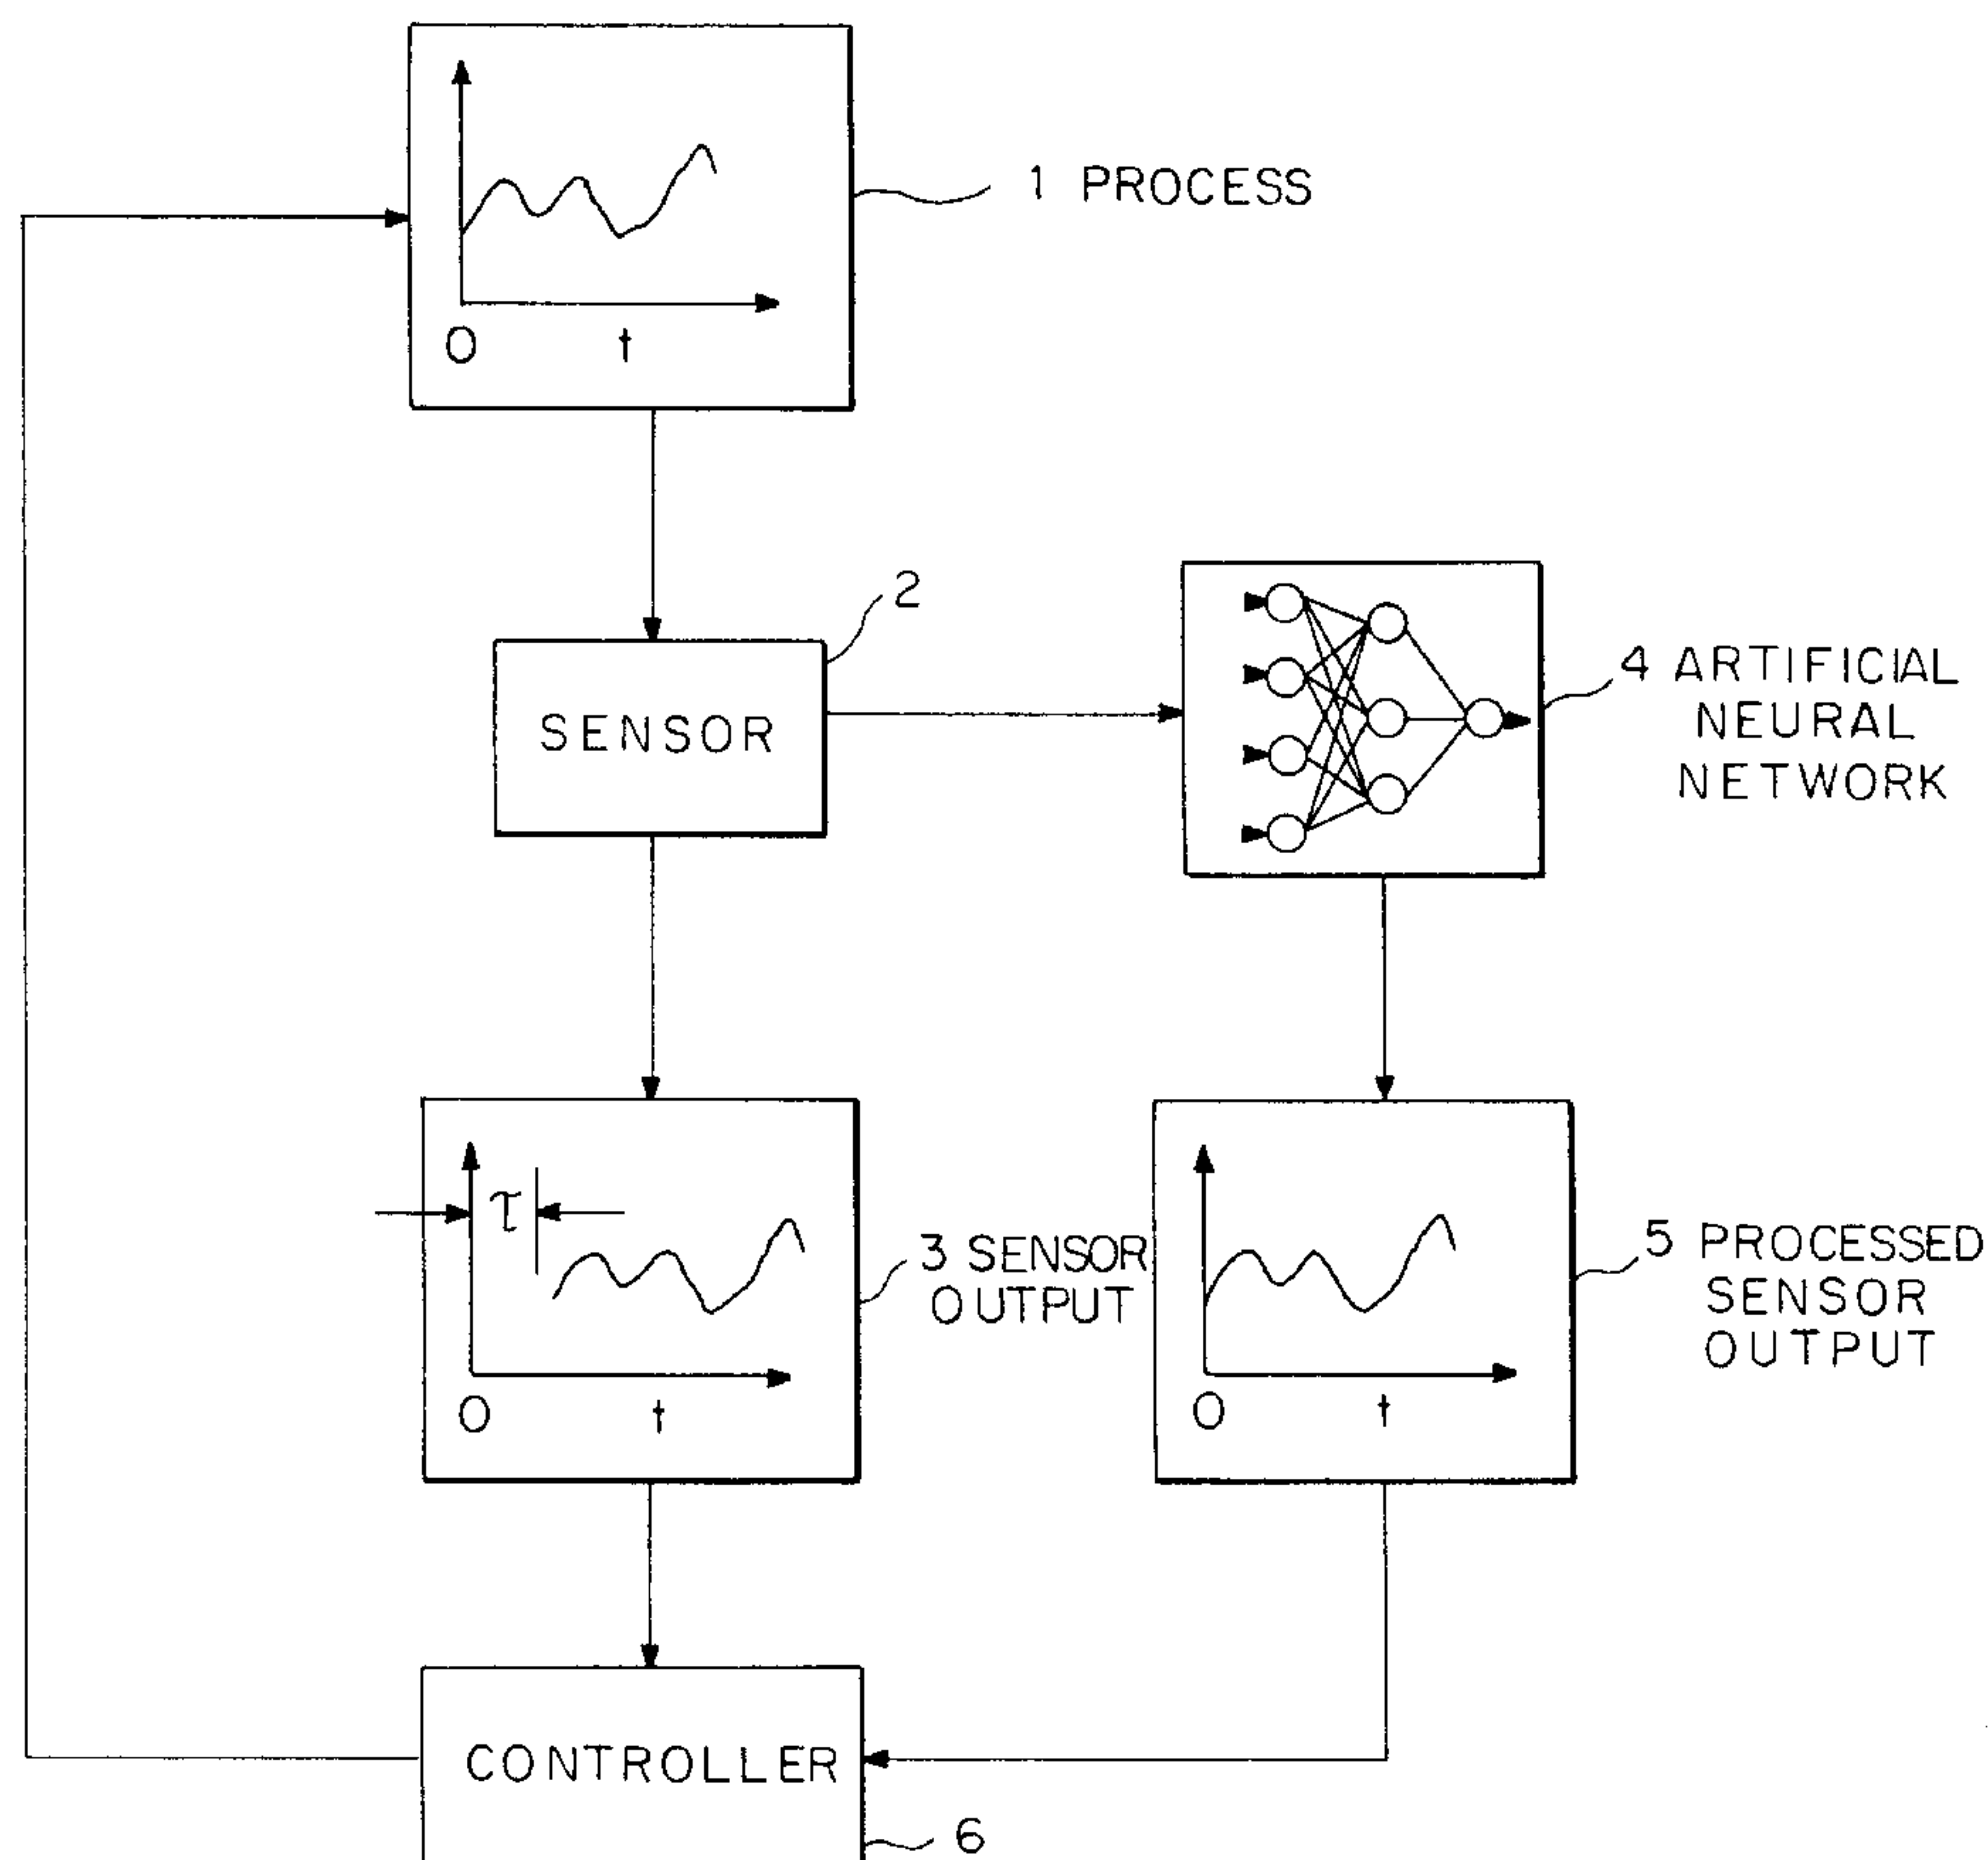 1 PROCESS
O t
2
SENSOR
4 ARTIFICIAL
NEURAL
NETWORK
τ
3 SENSOR
OUTPUT
O t
5 PROCESSED
SENSOR
OUTPUT
O t
CONTROLLER
6